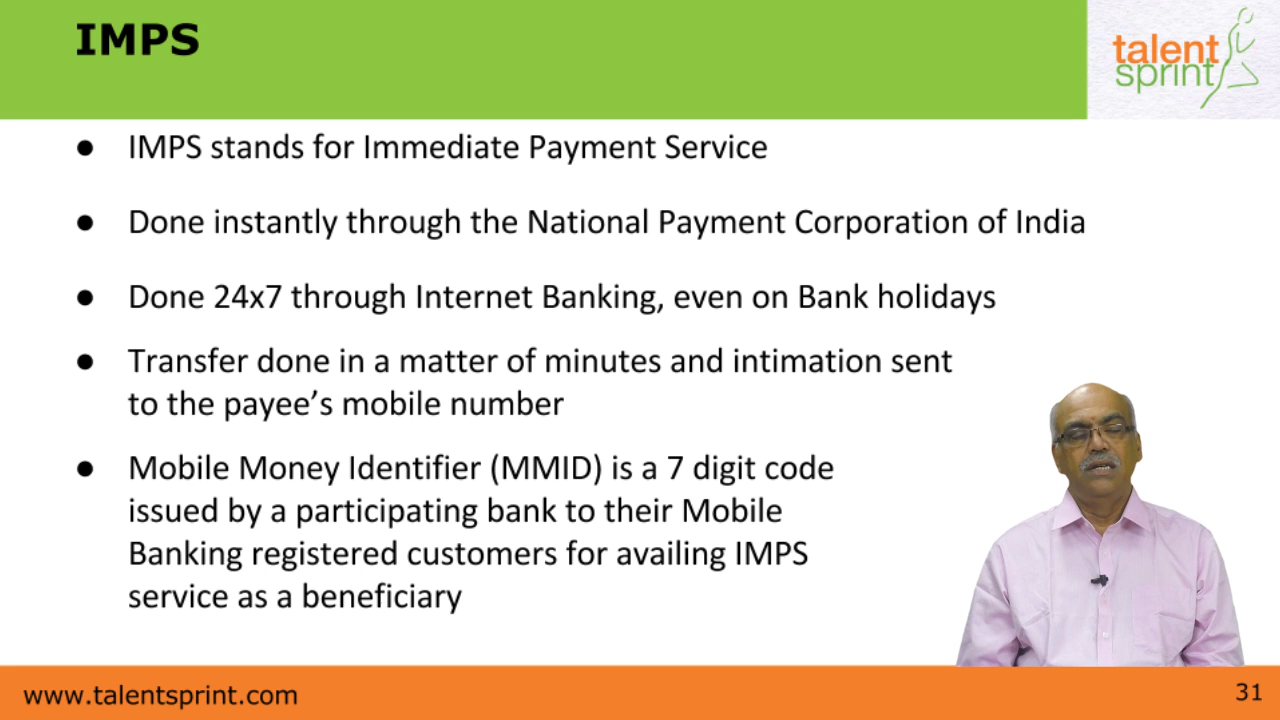 IMPS
talent
sprint
● IMPS stands for Immediate Payment Service
● Done instantly through the National Payment Corporation of India
● Done 24x7 through Internet Banking, even on Bank holidays
● Transfer done in a matter of minutes and intimation sent
to the payee’s mobile number
● Mobile Money Identifier (MMID) is a 7 digit code
issued by a participating bank to their Mobile
Banking registered customers for availing IMPS
service as a beneficiary
www.talentsprint.com
31